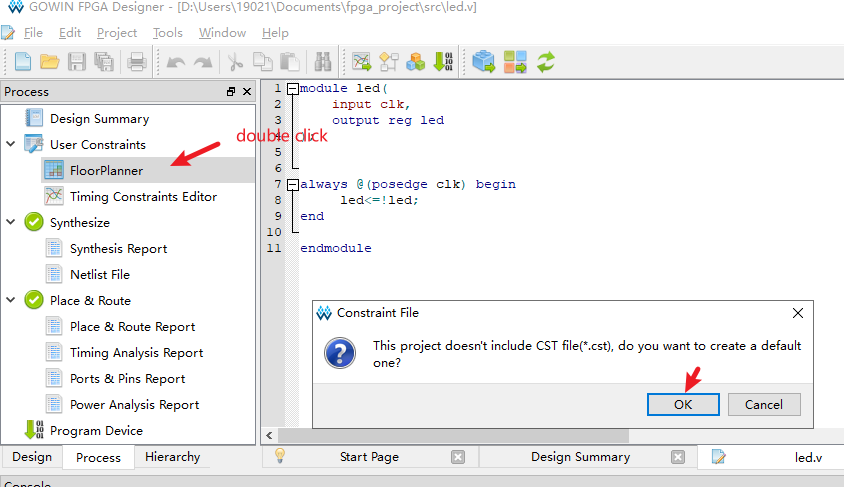 GOWIN FPGA Designer - [D:\Users\19021\Documents\fpga_project\src\led.v]
File Edit Project Tools Window Help
Process
Design Summary
User Constraints
FloorPlanner
Timing Constraints Editor
Synthesize
Synthesis Report
Netlist File
Place & Route
Place & Route Report
Timing Analysis Report
Ports & Pins Report
Power Analysis Report
Program Device
Design Process Hierarchy
double click
1 module led(
2 input clk,
3 output reg led
);
5
6
7 always @(posedge clk) begin
8 led<=!led;
9 end
10
11 endmodule
Constraint File
This project doesn't include CST file(*.cst), do you want to create a default
one?
OK Cancel
Start Page Design Summary led.v
Console